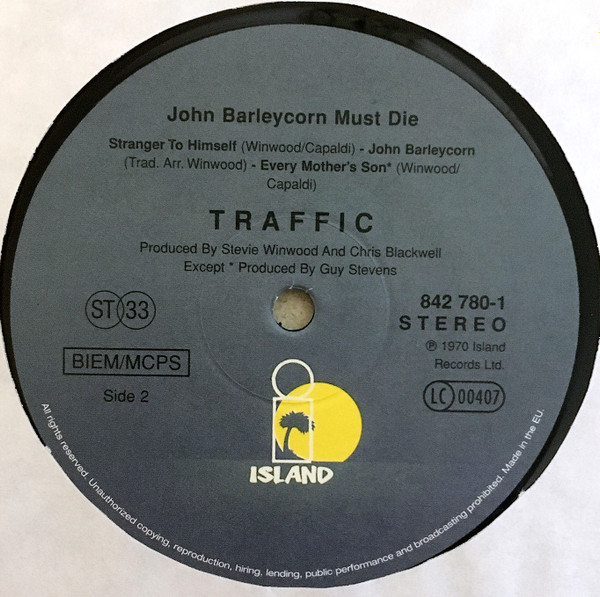 John Barleycorn Must Die
Stranger To Himself (Winwood/Capaldi) - John Barleycorn
(Trad. Arr. Winwood) - Every Mother's Son* (Winwood/
Capaldi)
TRAFFIC
Produced By Stevie Winwood And Chris Blackwell
Except * Produced By Guy Stevens
ST 33
BIEM/MCPS
Side 2
842 780-1
STEREO
℗ 1970 Island
Records Ltd.
LC 00407
ISLAND
All rights reserved. Unauthorized copying, reproduction, hiring, lending, public performance and broadcasting prohibited. Made in the EU.